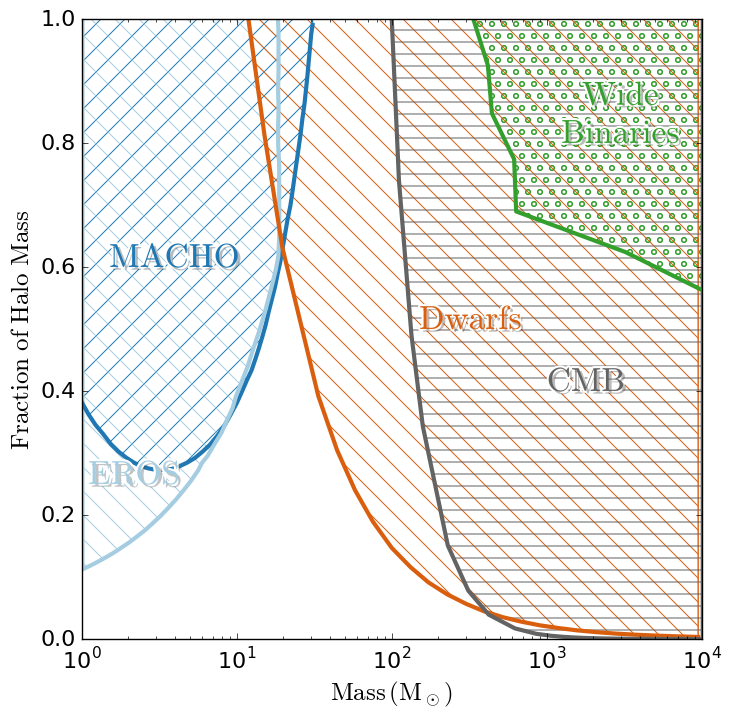 1.0
0.8
0.6
0.4
0.2
0.0
Fraction of Halo Mass
Wide
Binaries
MACHO
Dwarfs
CMB
EROS
10⁰ 10¹ 10² 10³ 10⁴
Mass (M☉)